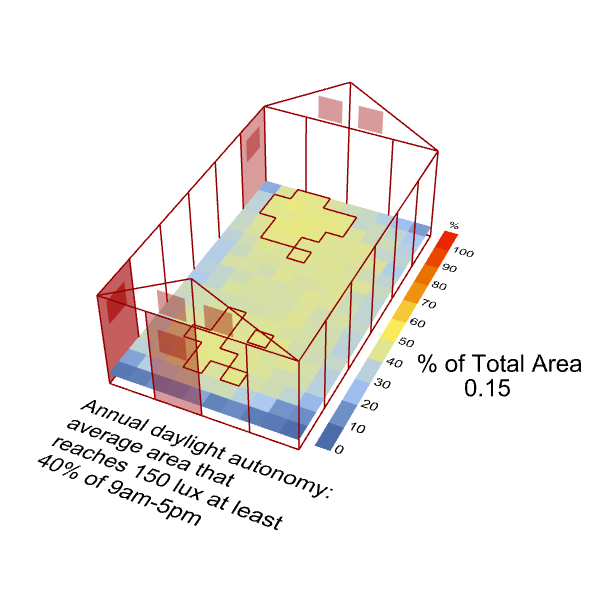 %
100
90
80
70
60
50
40
30
20
10
0
% of Total Area
0.15
Annual daylight autonomy:
average area that
reaches 150 lux at least
40% of 9am-5pm